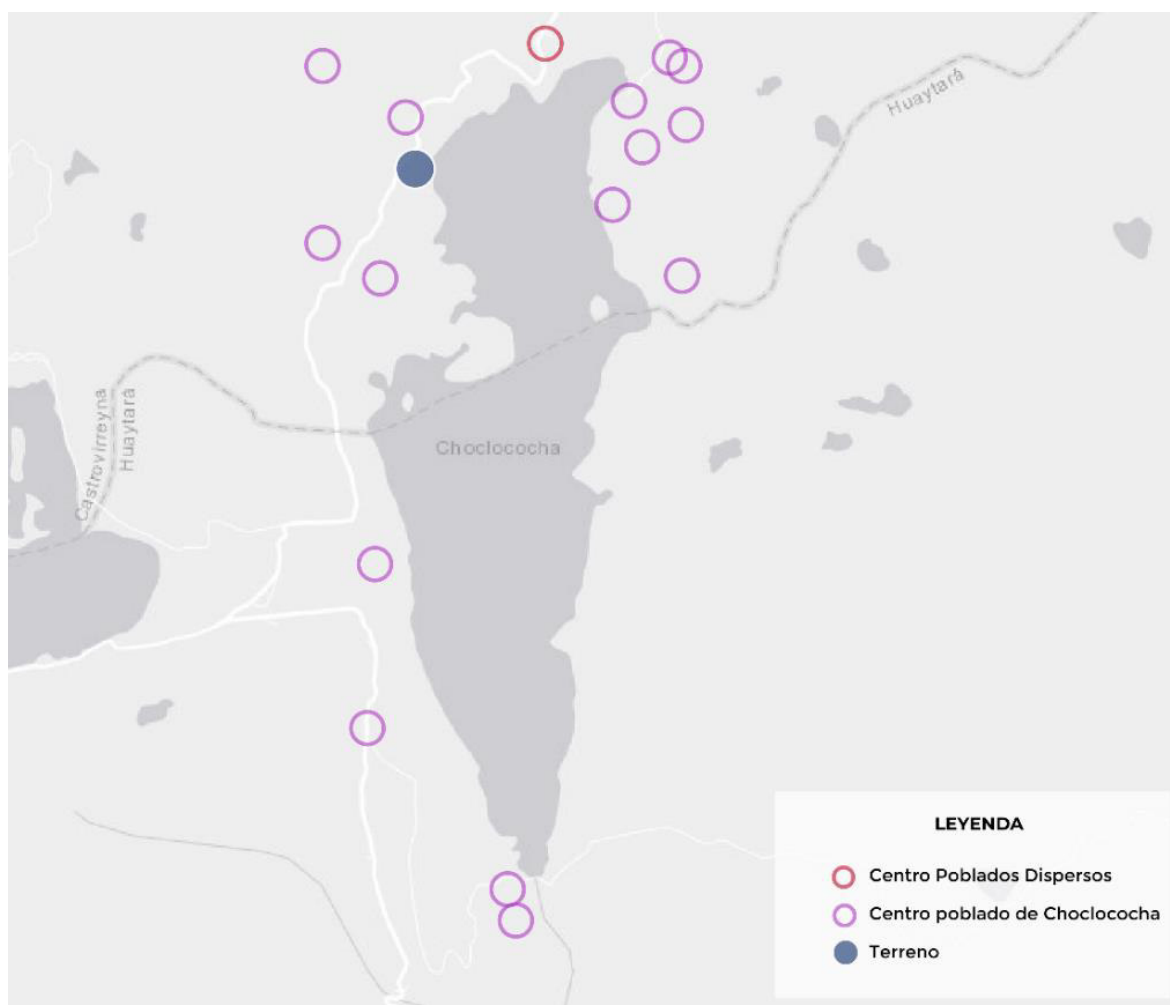 Huaytará
Castrovirreyna
Huaytará
Choclococha
LEYENDA
Centro Poblados Dispersos
Centro poblado de Choclococha
Terreno